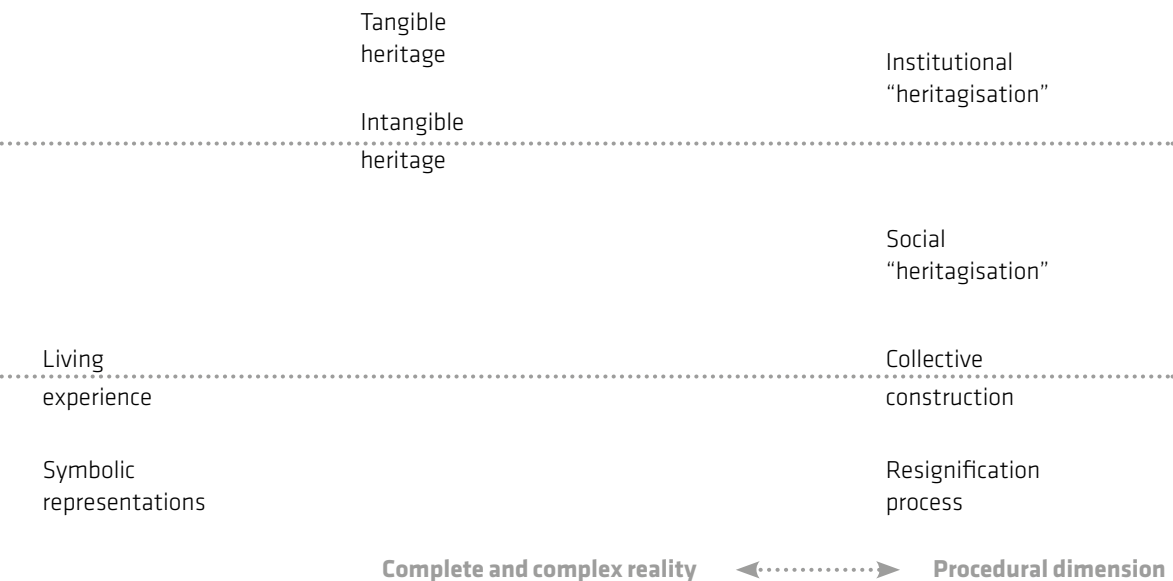 Tangible
heritage
Institutional
“heritagisation”
Intangible
heritage
Social
“heritagisation”
Living
experience
Collective
construction
Symbolic
representations
Resignification
process
Complete and complex reality
Procedural dimension